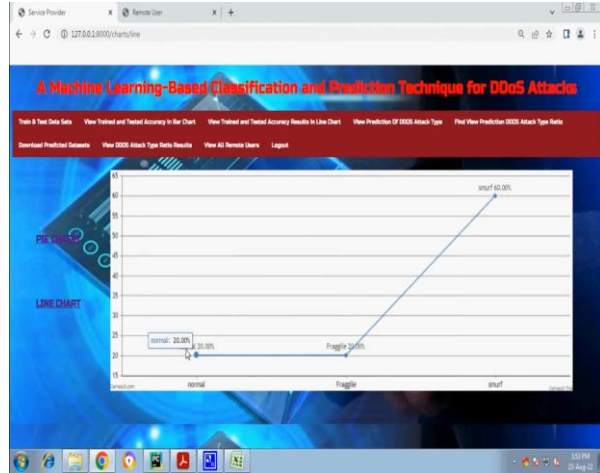 Service Provider
Remote User
127.0.0.1:8000/charts/line
A Machine Learning-Based Classification and Prediction Technique for DDoS Attacks
Train & Test Data Sets View Trained and Tested Accuracy in Bar Chart View Trained and Tested Accuracy Results in Line Chart View Prediction Of DDOS Attack Type Find View Prediction DDOS Attack Type Ratio
Download Predicted Datasets View DDOS Attack Type Ratio Results View All Remote Users Logout
PIE CHART
LINE CHART
65
60
55
50
45
40
35
30
25
20
15
smurf 60.00%
normal: 20.00%
20.00%
Fraggile 20.00%
normal
Fraggile
smurf
3:53 PM